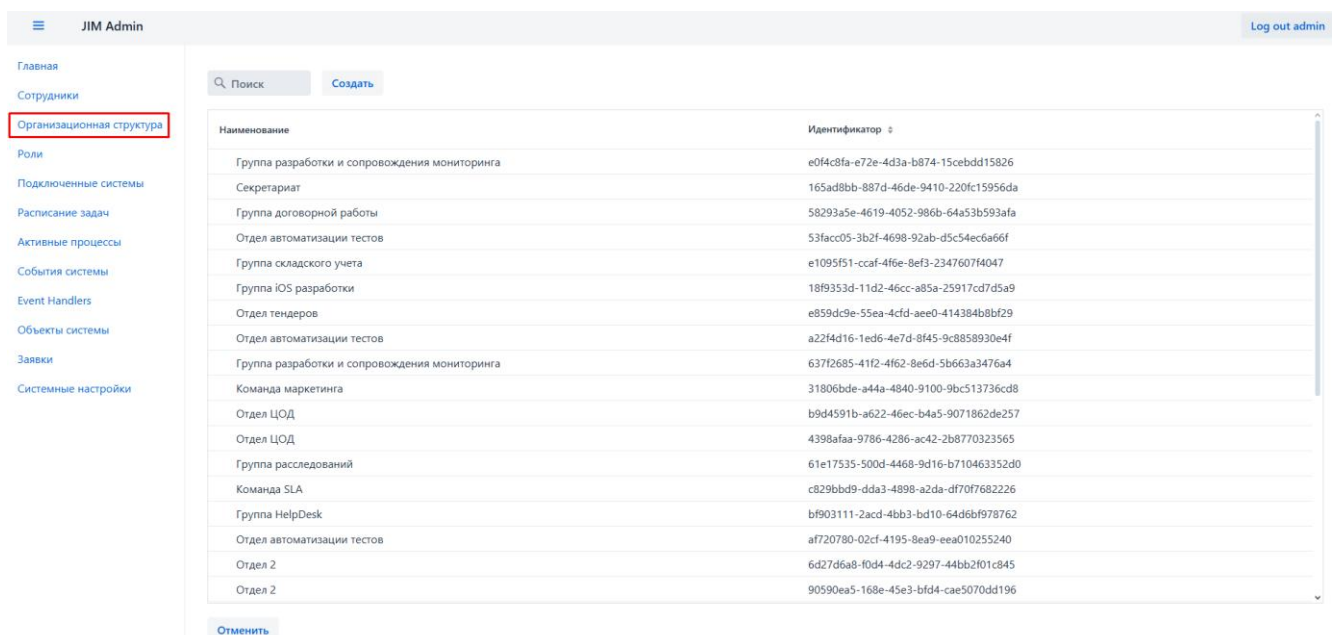 JIM Admin
Log out admin
Главная
Сотрудники
Организационная структура
Роли
Подключенные системы
Расписание задач
Активные процессы
События системы
Event Handlers
Объекты системы
Заявки
Системные настройки
Поиск Создать
Наименование Идентификатор
Группа разработки и сопровождения мониторинга e0f4c8fa-e72e-4d3a-b874-15cebdd15826
Секретариат 165ad8bb-887d-46de-9410-220fc15956da
Группа договорной работы 58293a5e-4619-4052-986b-64a53b593afa
Отдел автоматизации тестов 53facc05-3b2f-4698-92ab-d5c54ec6a66f
Группа складского учета e1095f51-ccaf-4f6e-8ef3-2347607f4047
Группа iOS разработки 18f9353d-11d2-46cc-a85a-25917cd7d5a9
Отдел тендеров e859dc9e-55ea-4cfd-aee0-414384b8bf29
Отдел автоматизации тестов a22f4d16-1ed6-4e7d-8f45-9c8858930e4f
Группа разработки и сопровождения мониторинга 637f2685-41f2-4f62-8e6d-5b663a3476a4
Команда маркетинга 31806bde-a44a-4840-9100-9bc513736cd8
Отдел ЦОД b9d4591b-a622-46ec-b4a5-9071862de257
Отдел ЦОД 4398afaa-9786-4286-ac42-2b8770323565
Группа расследований 61e17535-500d-4468-9d16-b710463352d0
Команда SLA c829bbd9-dda3-4898-a2da-df70f7682226
Группа HelpDesk bf903111-2acd-4bb3-bd10-64d6bf978762
Отдел автоматизации тестов af720780-02cf-4195-8ea9-eea010255240
Отдел 2 6d27d6a8-f0d4-4dc2-9297-44bb2f01c845
Отдел 2 90590ea5-168e-45e3-bfd4-cae5070dd196
Отменить